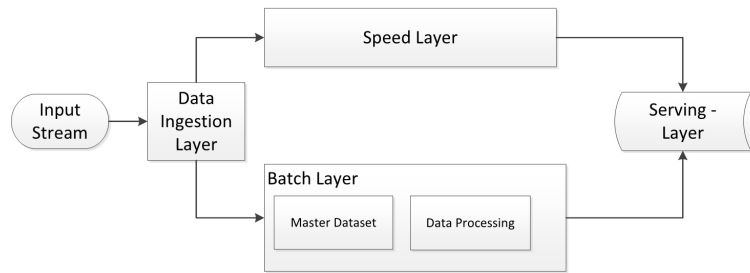 Speed Layer
Input
Stream
Data
Ingestion
Layer
Serving -
Layer
Batch Layer
Master Dataset
Data Processing